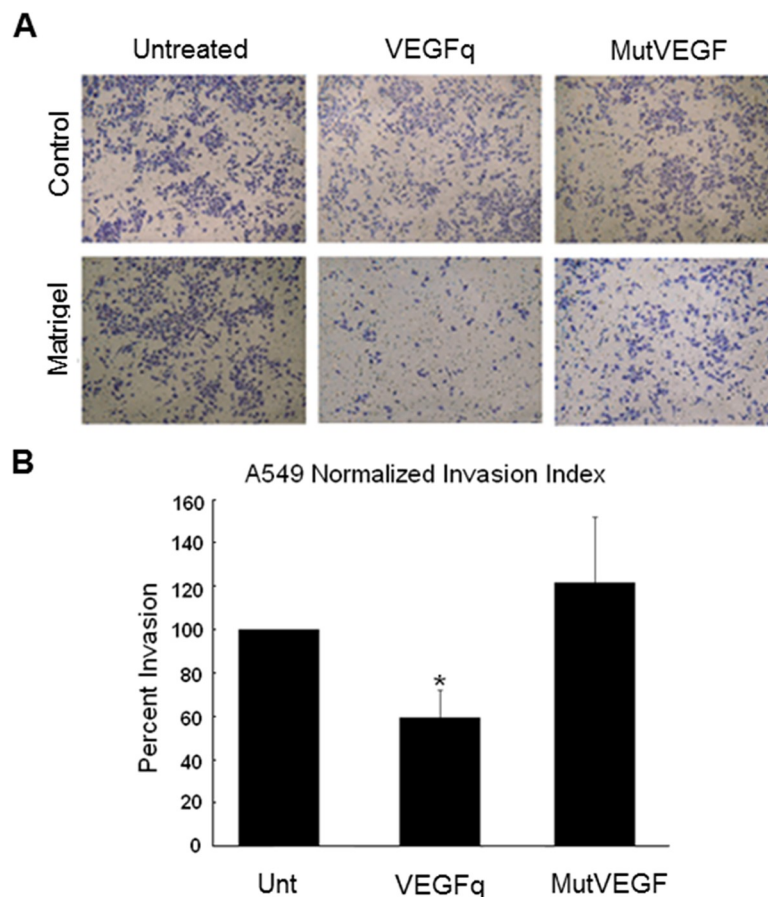 A
Untreated VEGFq MutVEGF
Control
Matrigel
B
A549 Normalized Invasion Index
Percent Invasion
160
140
120
100
80
60
40
20
0
*
Unt VEGFq MutVEGF